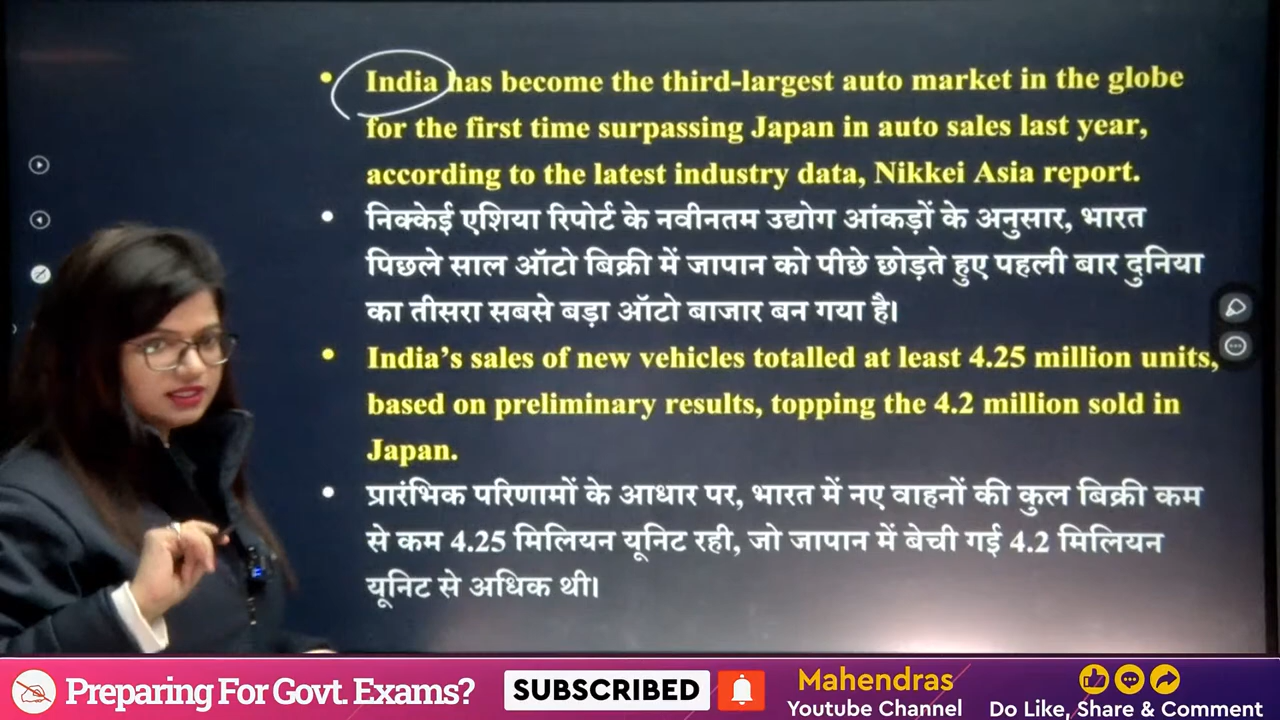 India has become the third-largest auto market in the globe
for the first time surpassing Japan in auto sales last year,
according to the latest industry data, Nikkei Asia report.
निक्केई एशिया रिपोर्ट के नवीनतम उद्योग आंकड़ों के अनुसार, भारत
पिछले साल ऑटो बिक्री में जापान को पीछे छोड़ते हुए पहली बार दुनिया
का तीसरा सबसे बड़ा ऑटो बाजार बन गया है।
India’s sales of new vehicles totalled at least 4.25 million units,
based on preliminary results, topping the 4.2 million sold in
Japan.
प्रारंभिक परिणामों के आधार पर, भारत में नए वाहनों की कुल बिक्री कम
से कम 4.25 मिलियन यूनिट रही, जो जापान में बेची गई 4.2 मिलियन
यूनिट से अधिक थी।
Preparing For Govt. Exams?
SUBSCRIBED
Mahendras
Youtube Channel
Do Like, Share & Comment